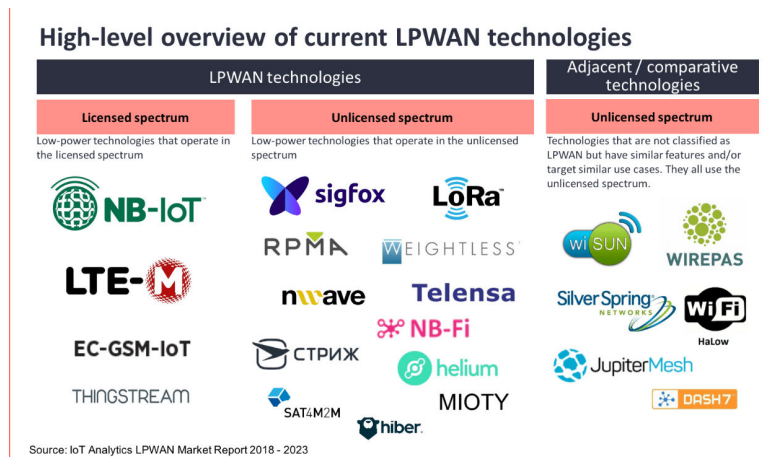 High-level overview of current LPWAN technologies
LPWAN technologies
Adjacent / comparative
technologies
Licensed spectrum
Unlicensed spectrum
Unlicensed spectrum
Low-power technologies that operate in
the licensed spectrum
Low-power technologies that operate in the unlicensed
spectrum
Technologies that are not classified as
LPWAN but have similar features and/or
target similar use cases. They all use the
unlicensed spectrum.
NB-IoT™
LTE-M
EC-GSM-IoT
THINGSTREAM
sigfox
LoRa™
RPMA
WEIGHTLESS
nwave
Telensa
NB-Fi
СТРИЖ
helium
SAT4M2M
MIOTY
hiber.
wi SUN
WIREPAS
Silver Spring®
NETWORKS
Wi Fi
HaLow
JupiterMesh
DASH7
Source: IoT Analytics LPWAN Market Report 2018 - 2023